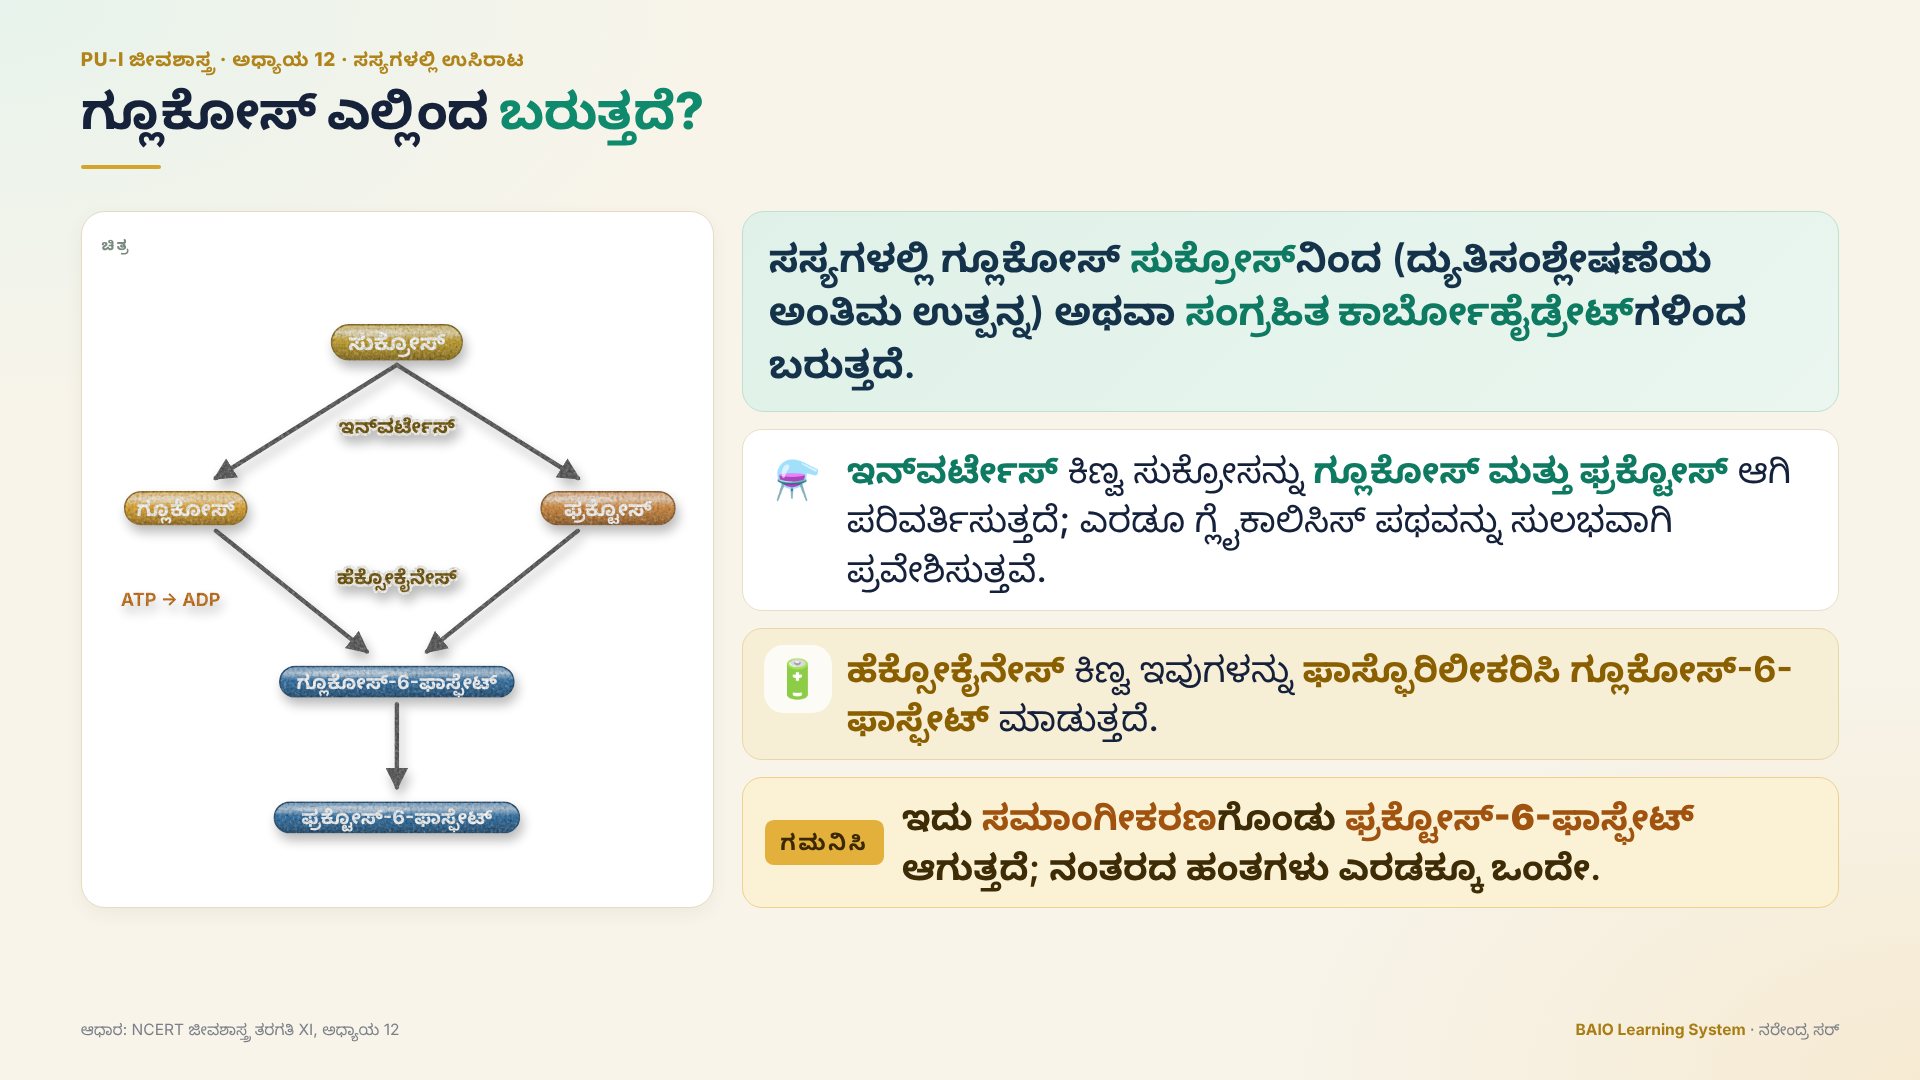 PU-I ಜೀವಶಾಸ್ತ್ರ · ಅಧ್ಯಾಯ 12 · ಸಸ್ಯಗಳಲ್ಲಿ ಉಸಿರಾಟ
ಗ್ಲೂಕೋಸ್ ಎಲ್ಲಿಂದ ಬರುತ್ತದೆ?
ಚಿತ್ರ
ಸುಕ್ರೋಸ್
ಇನ್‌ವರ್ಟೇಸ್
ಗ್ಲೂಕೋಸ್
ಫ್ರಕ್ಟೋಸ್
ಹೆಕ್ಸೋಕೈನೇಸ್
ATP → ADP
ಗ್ಲೂಕೋಸ್-6-ಫಾಸ್ಫೇಟ್
ಫ್ರಕ್ಟೋಸ್-6-ಫಾಸ್ಫೇಟ್
ಸಸ್ಯಗಳಲ್ಲಿ ಗ್ಲೂಕೋಸ್ ಸುಕ್ರೋಸ್‌ನಿಂದ (ದ್ಯುತಿಸಂಶ್ಲೇಷಣೆಯ
ಅಂತಿಮ ಉತ್ಪನ್ನ) ಅಥವಾ ಸಂಗ್ರಹಿತ ಕಾರ್ಬೋಹೈಡ್ರೇಟ್‌ಗಳಿಂದ
ಬರುತ್ತದೆ.
ಇನ್‌ವರ್ಟೇಸ್ ಕಿಣ್ವ ಸುಕ್ರೋಸನ್ನು ಗ್ಲೂಕೋಸ್ ಮತ್ತು ಫ್ರಕ್ಟೋಸ್ ಆಗಿ
ಪರಿವರ್ತಿಸುತ್ತದೆ; ಎರಡೂ ಗ್ಲೈಕಾಲಿಸಿಸ್ ಪಥವನ್ನು ಸುಲಭವಾಗಿ
ಪ್ರವೇಶಿಸುತ್ತವೆ.
ಹೆಕ್ಸೋಕೈನೇಸ್ ಕಿಣ್ವ ಇವುಗಳನ್ನು ಫಾಸ್ಫೊರಿಲೀಕರಿಸಿ ಗ್ಲೂಕೋಸ್-6-
ಫಾಸ್ಫೇಟ್ ಮಾಡುತ್ತದೆ.
ಗಮನಿಸಿ
ಇದು ಸಮಾಂಗೀಕರಣಗೊಂಡು ಫ್ರಕ್ಟೋಸ್-6-ಫಾಸ್ಫೇಟ್
ಆಗುತ್ತದೆ; ನಂತರದ ಹಂತಗಳು ಎರಡಕ್ಕೂ ಒಂದೇ.
ಆಧಾರ: NCERT ಜೀವಶಾಸ್ತ್ರ ತರಗತಿ XI, ಅಧ್ಯಾಯ 12
BAIO Learning System · ನರೇಂದ್ರ ಸರ್